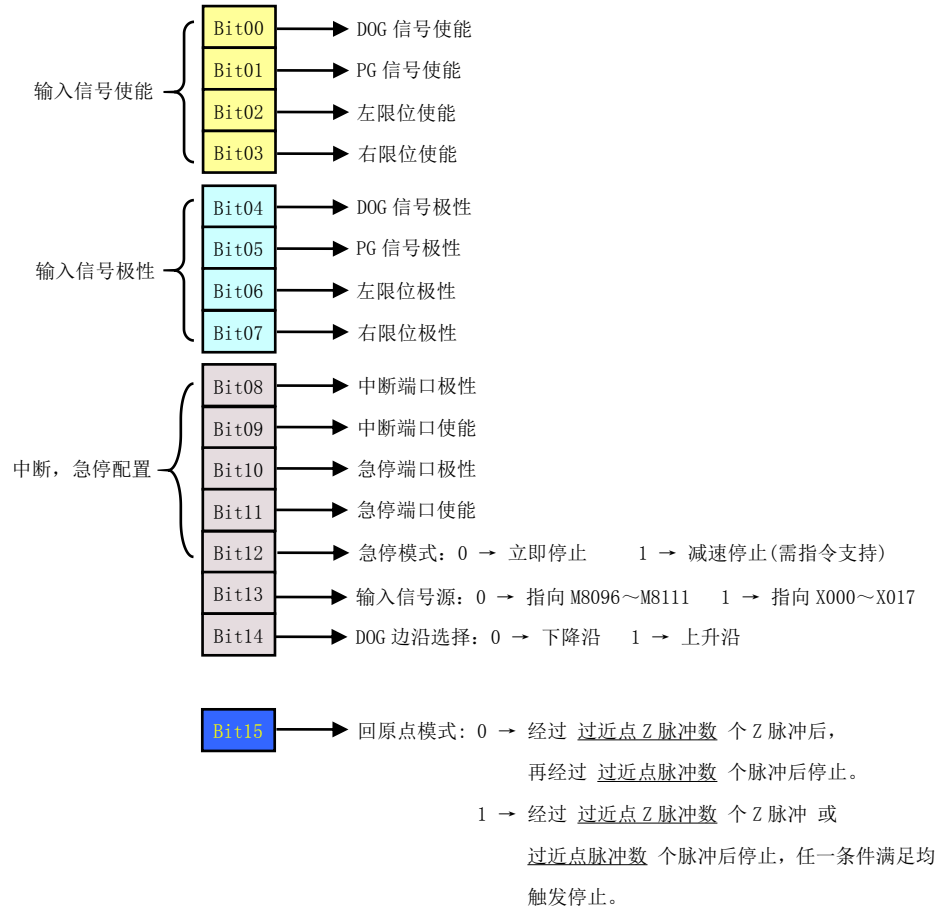 Bit00 DOG 信号使能
Bit01 PG 信号使能
输入信号使能
Bit02 左限位使能
Bit03 右限位使能
Bit04 DOG 信号极性
Bit05 PG 信号极性
输入信号极性
Bit06 左限位极性
Bit07 右限位极性
Bit08 中断端口极性
Bit09 中断端口使能
中断，急停配置
Bit10 急停端口极性
Bit11 急停端口使能
Bit12 急停模式：0 → 立即停止 1 → 减速停止(需指令支持)
Bit13 输入信号源：0 → 指向 M8096～M8111 1 → 指向 X000～X017
Bit14 DOG 边沿选择：0 → 下降沿 1 → 上升沿
Bit15 回原点模式：0 → 经过 过近点 Z 脉冲数 个 Z 脉冲后，
再经过 过近点脉冲数 个脉冲后停止。
1 → 经过 过近点 Z 脉冲数 个 Z 脉冲 或
过近点脉冲数 个脉冲后停止，任一条件满足均
触发停止。